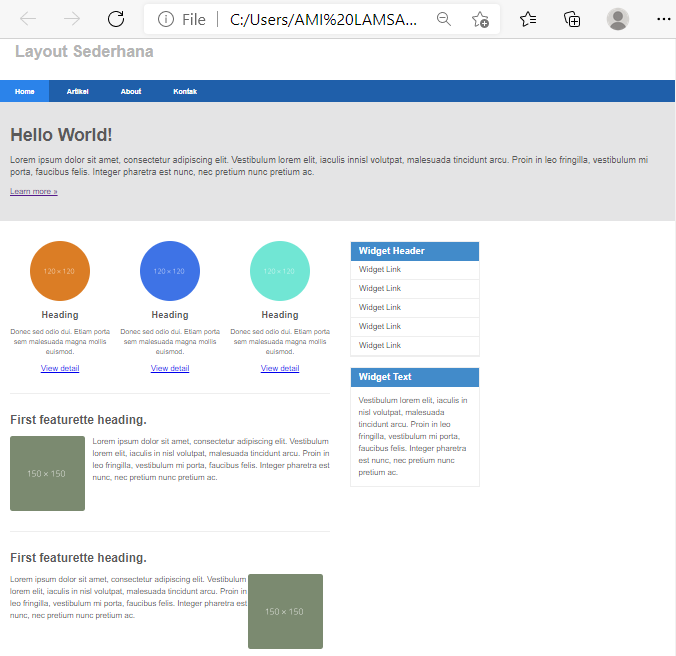 File C:/Users/AMI%20LAMSA...
Layout Sederhana
Home Artikel About Kontak
Hello World!
Lorem ipsum dolor sit amet, consectetur adipiscing elit. Vestibulum lorem elit, iaculis innisl volutpat, malesuada tincidunt arcu. Proin in leo fringilla, vestibulum mi
porta, faucibus felis. Integer pharetra est nunc, nec pretium nunc pretium ac.
Learn more »
120 × 120 120 × 120 120 × 120
Heading Heading Heading
Donec sed odio dui. Etiam porta Donec sed odio dui. Etiam porta Donec sed odio dui. Etiam porta
sem malesuada magna mollis sem malesuada magna mollis sem malesuada magna mollis
euismod. euismod. euismod.
View detail View detail View detail
First featurette heading.
150 × 150
Lorem ipsum dolor sit amet, consectetur adipiscing elit. Vestibulum
lorem elit, iaculis in nisl volutpat, malesuada tincidunt arcu. Proin in
leo fringilla, vestibulum mi porta, faucibus felis. Integer pharetra est
nunc, nec pretium nunc pretium ac.
First featurette heading.
Lorem ipsum dolor sit amet, consectetur adipiscing elit. Vestibulum
lorem elit, iaculis in nisl volutpat, malesuada tincidunt arcu. Proin in
leo fringilla, vestibulum mi porta, faucibus felis. Integer pharetra est
nunc, nec pretium nunc pretium ac.
150 × 150
Widget Header
Widget Link
Widget Link
Widget Link
Widget Link
Widget Link
Widget Text
Vestibulum lorem elit, iaculis in
nisl volutpat, malesuada
tincidunt arcu. Proin in leo
fringilla, vestibulum mi porta,
faucibus felis. Integer pharetra
est nunc, nec pretium nunc
pretium ac.